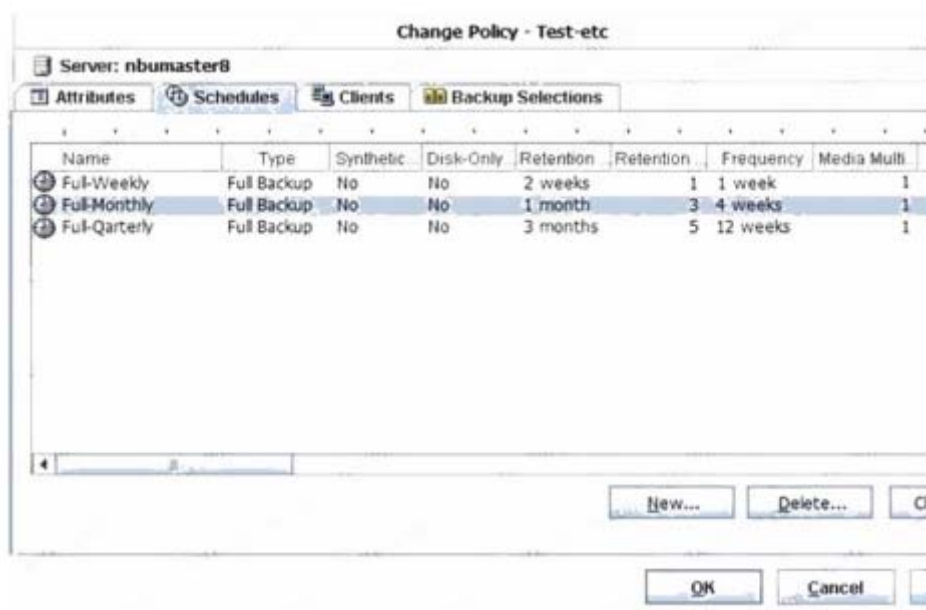 Change Policy - Test-etc
Server: nbumaster8
Attributes Schedules Clients Backup Selections
Name Type Synthetic Disk-Only Retention Retention Frequency Media Multi
Full-Weekly Full Backup No No 2 weeks 1 1 week 1
Full-Monthly Full Backup No No 1 month 3 4 weeks 1
Full-Qarterly Full Backup No No 3 months 5 12 weeks 1
New... Delete... C
OK Cancel